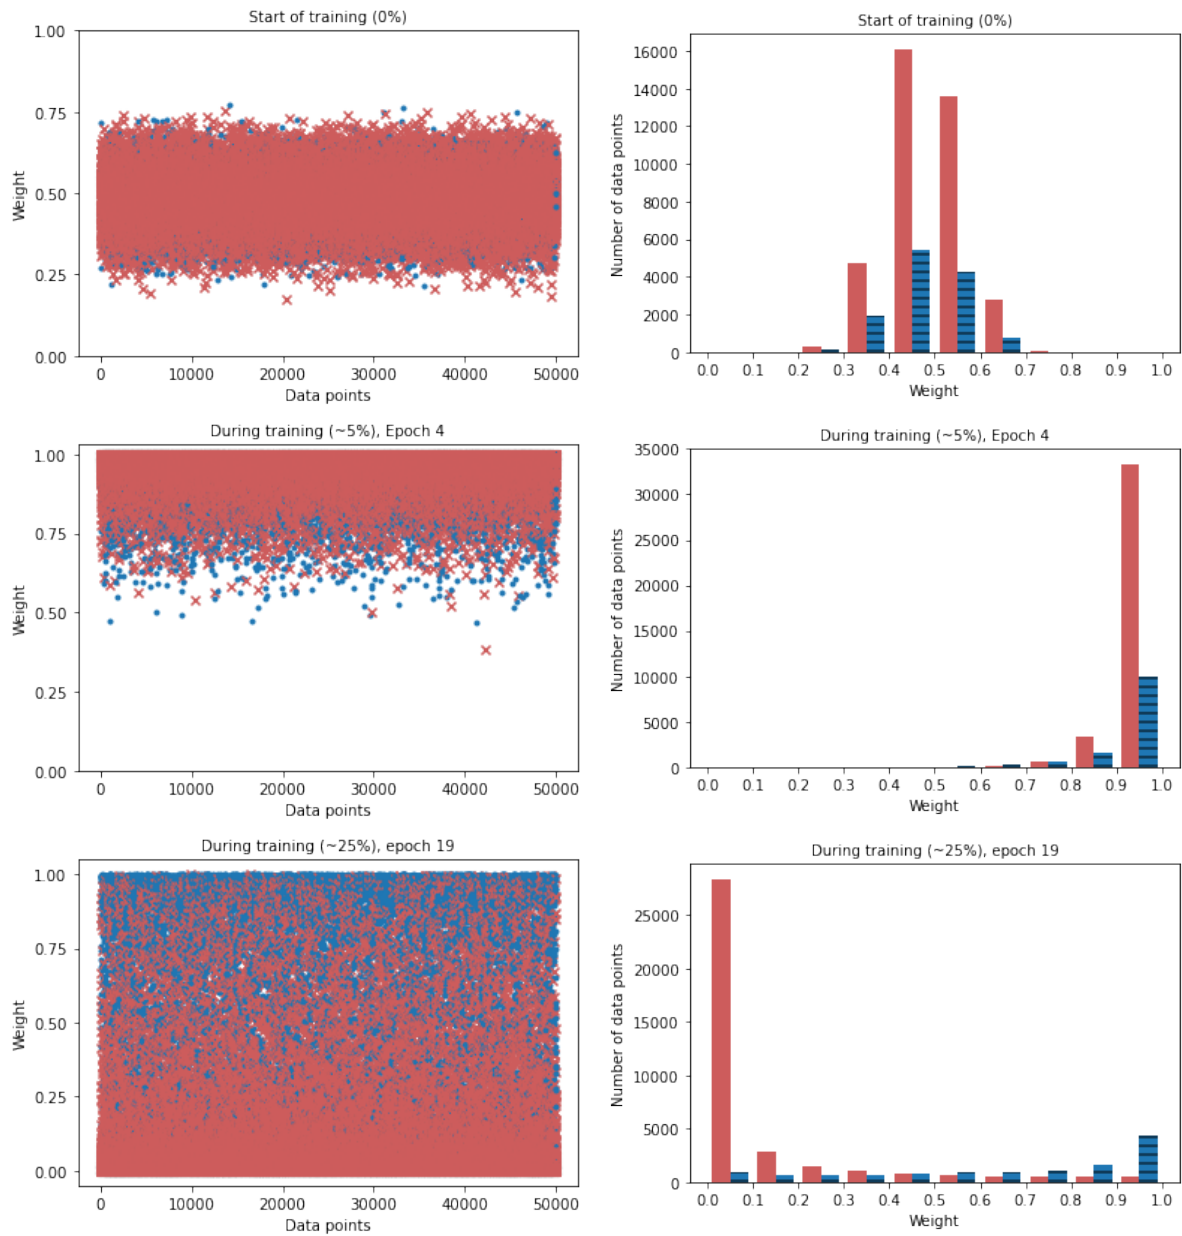 Start of training (0%)
Weight
1.00
0.75
0.50
0.25
0.00
0 10000 20000 30000 40000 50000
Data points
Start of training (0%)
Number of data points
16000
14000
12000
10000
8000
6000
4000
2000
0
0.0 0.1 0.2 0.3 0.4 0.5 0.6 0.7 0.8 0.9 1.0
Weight
During training (~5%), Epoch 4
Weight
1.00
0.75
0.50
0.25
0.00
0 10000 20000 30000 40000 50000
Data points
During training (~5%), Epoch 4
Number of data points
35000
30000
25000
20000
15000
10000
5000
0
0.0 0.1 0.2 0.3 0.4 0.5 0.6 0.7 0.8 0.9 1.0
Weight
During training (~25%), epoch 19
Weight
1.00
0.75
0.50
0.25
0.00
0 10000 20000 30000 40000 50000
Data points
During training (~25%), epoch 19
Number of data points
25000
20000
15000
10000
5000
0
0.0 0.1 0.2 0.3 0.4 0.5 0.6 0.7 0.8 0.9 1.0
Weight